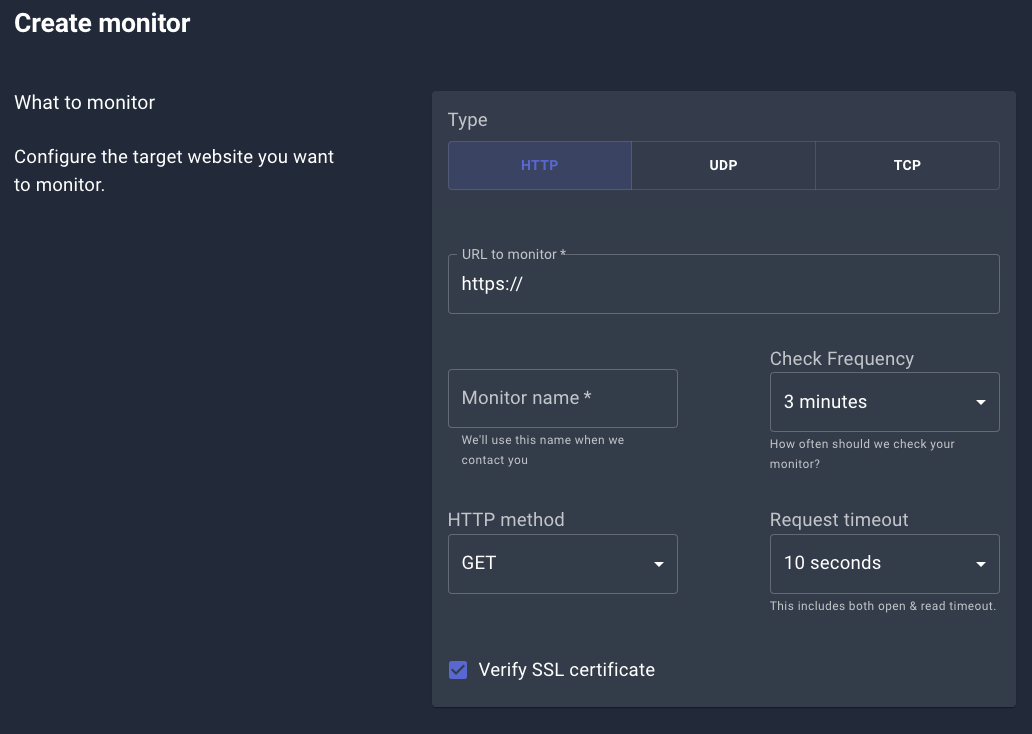 Create monitor
What to monitor
Configure the target website you want
to monitor.
Type
HTTP
UDP
TCP
URL to monitor *
https://
Monitor name *
We'll use this name when we
contact you
Check Frequency
3 minutes
How often should we check your
monitor?
HTTP method
GET
Request timeout
10 seconds
This includes both open & read timeout.
Verify SSL certificate